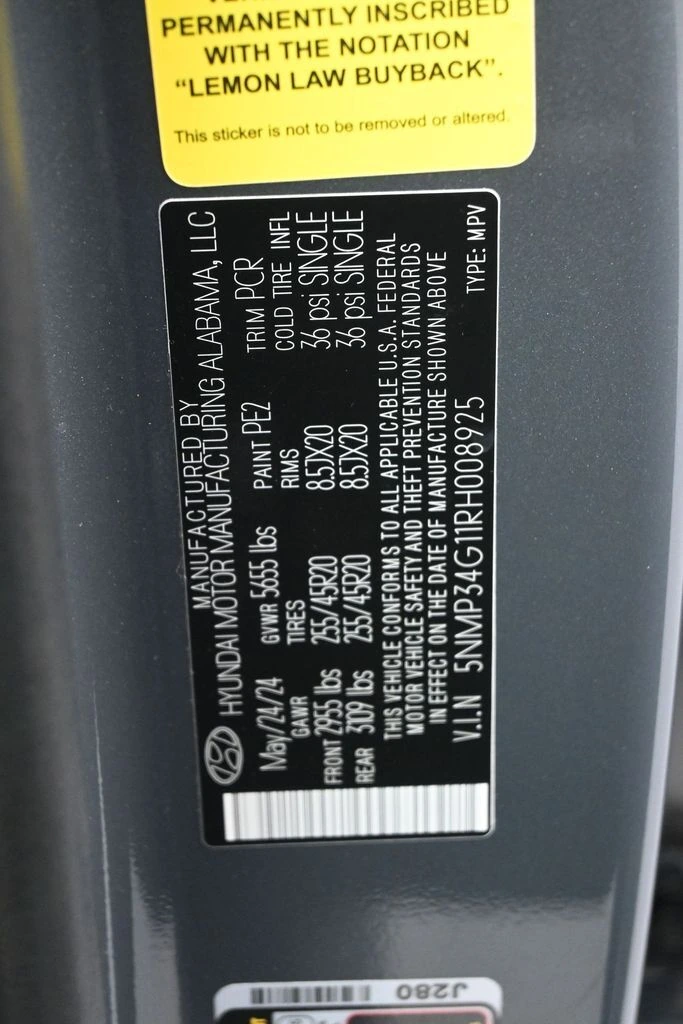 PERMANENTLY INSCRIBED
WITH THE NOTATION
“LEMON LAW BUYBACK”.
This sticker is not to be removed or altered.
MANUFACTURED BY
HYUNDAI MOTOR MANUFACTURING ALABAMA, LLC
May/24/24 GVWR 5655 lbs PAINT PE2 TRIM PCR
GAWR TIRES RIMS COLD TIRE INFL
FRONT 2955 lbs 255/45R20 8.5JX20 36 psi SINGLE
REAR 3109 lbs 255/45R20 8.5JX20 36 psi SINGLE
THIS VEHICLE CONFORMS TO ALL APPLICABLE U.S.A. FEDERAL
MOTOR VEHICLE SAFETY AND THEFT PREVENTION STANDARDS
IN EFFECT ON THE DATE OF MANUFACTURE SHOWN ABOVE
V.I.N 5NMP34G11RH008925 TYPE: MPV
J280